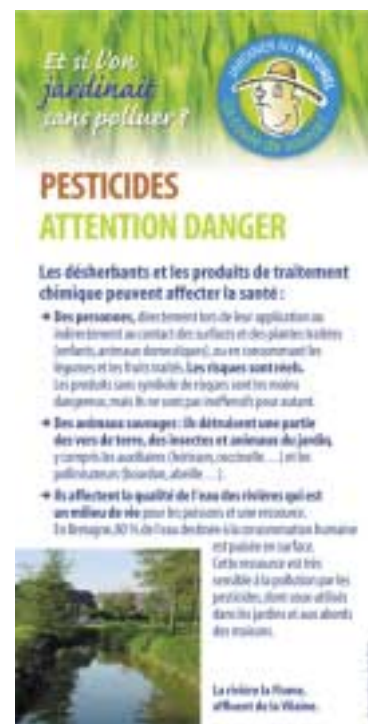 Et si l'on
jardinait
sans polluer ?
JARDINER AU NATUREL
PESTICIDES
ATTENTION DANGER
Les désherbants et les produits de traitement
chimique peuvent affecter la santé :
➜ Des personnes, directement lors de leur application ou
indirectement au contact des surfaces et des plantes traitées
(enfants, animaux domestiques), ou en consommant les
légumes et les fruits traités. Les risques sont réels.
Les produits sans symbole de risques sont les moins
dangereux, mais ils ne sont pas inoffensifs pour autant.
➜ Des animaux sauvages : ils détruisent une partie
des vers de terre, des insectes et animaux du jardin,
y compris les auxiliaires (hérisson, coccinelle ...) et les
pollinisateurs (bourdon, abeille ...).
➜ Ils affectent la qualité de l'eau des rivières qui est
un milieu de vie pour les poissons et une ressource.
En Bretagne, 80 % de l'eau destinée à la consommation humaine
est puisée en surface.
Cette ressource est très
sensible à la pollution par les
pesticides, dont ceux utilisés
dans les jardins et aux abords
des maisons.
La rivière la Flume,
affluent de la Vilaine.